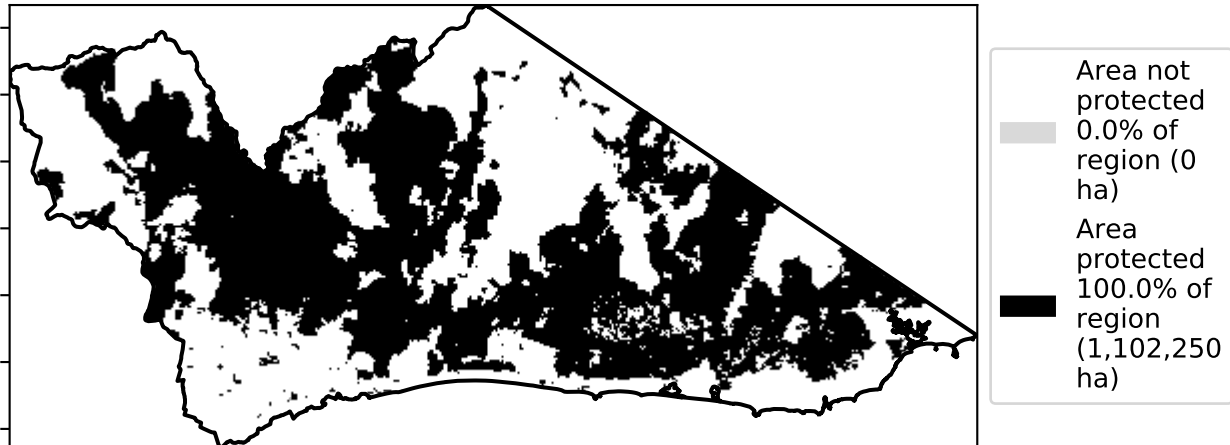 Area not
protected
0.0% of
region (0
ha)
Area
protected
100.0% of
region
(1,102,250
ha)